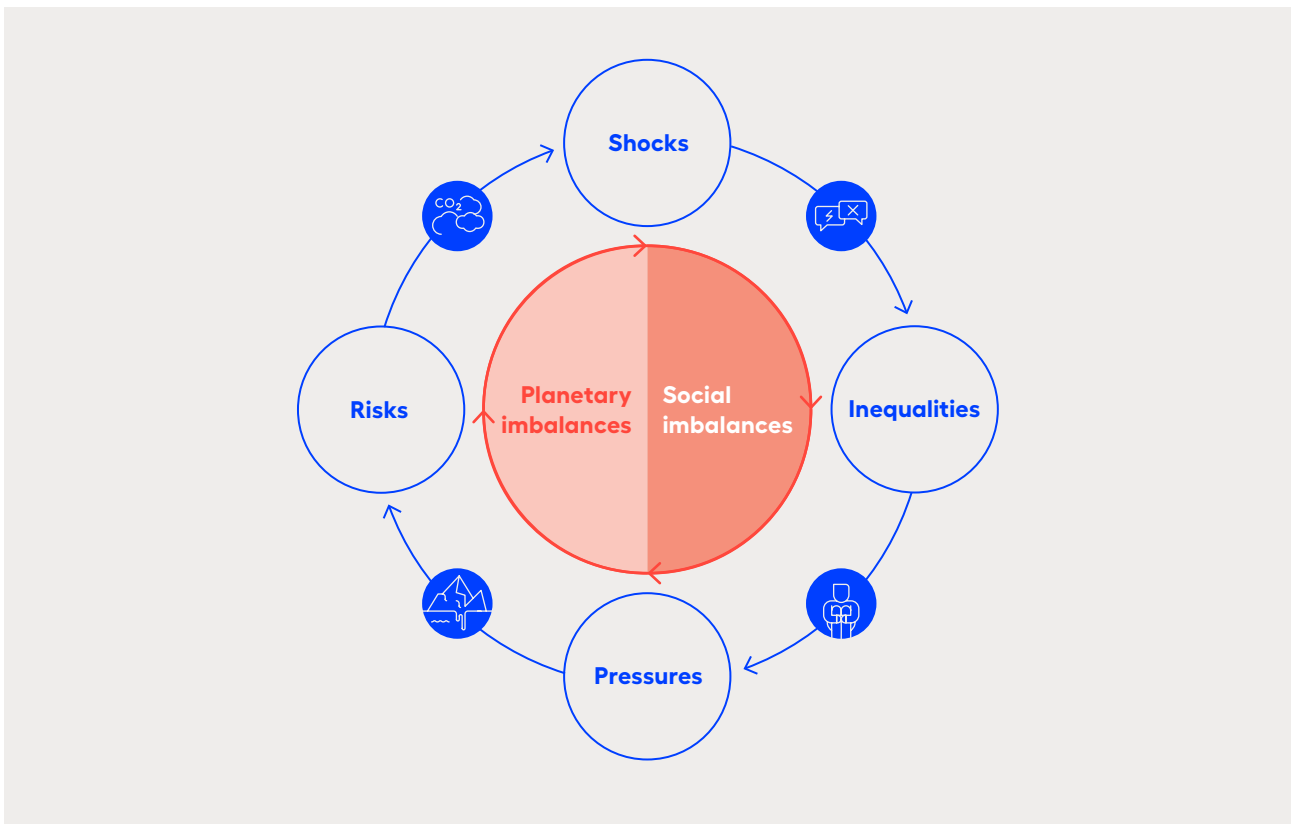 Shocks
CO₂
Risks
Planetary
imbalances
Social
imbalances
Inequalities
Pressures